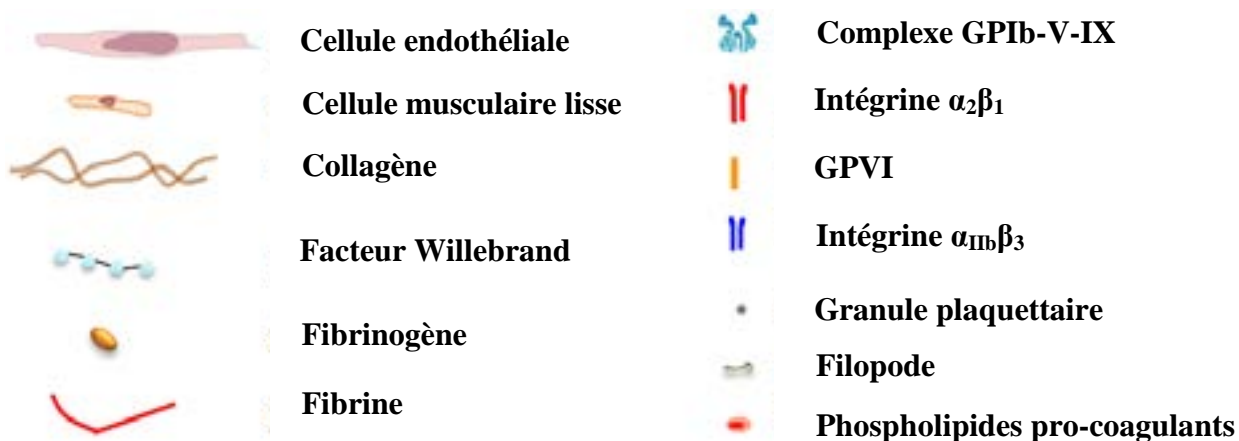 Cellule endothéliale
Cellule musculaire lisse
Collagène
Facteur Willebrand
Fibrinogène
Fibrine
Complexe GPIb-V-IX
Intégrine α₂β₁
GPVI
Intégrine αIIbβ₃
Granule plaquettaire
Filopode
Phospholipides pro-coagulants